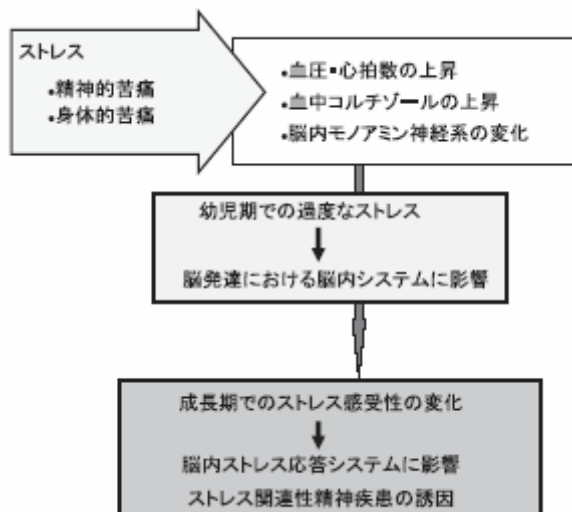 ストレス
•精神的苦痛
•身体的苦痛
•血圧・心拍数の上昇
•血中コルチゾールの上昇
•脳内モノアミン神経系の変化
幼児期での過度なストレス
脳発達における脳内システムに影響
成長期でのストレス感受性の変化
脳内ストレス応答システムに影響
ストレス関連性精神疾患の誘因